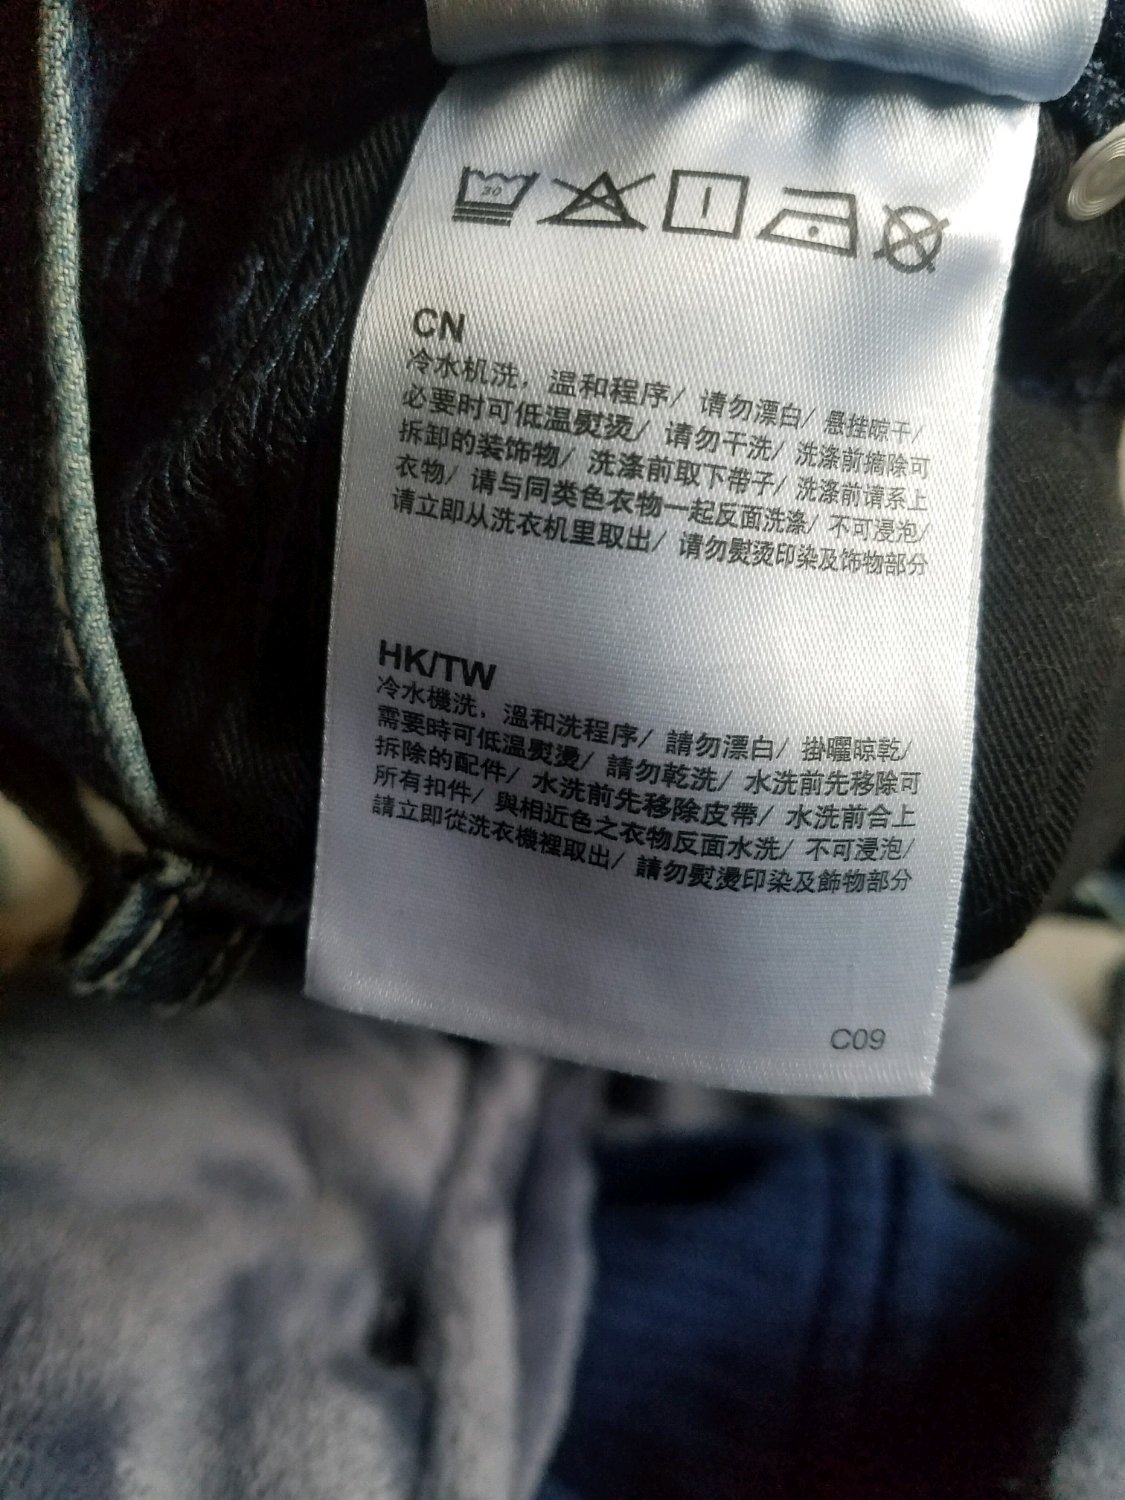 30
CN
冷水机洗，温和程序/ 请勿漂白/ 悬挂晾干/
必要时可低温熨烫/ 请勿干洗/ 洗涤前摘除可
拆卸的装饰物/ 洗涤前取下带子/ 洗涤前请系上
衣物/ 请与同类色衣物一起反面洗涤/ 不可浸泡/
请立即从洗衣机里取出/ 请勿熨烫印染及饰物部分
HK/TW
冷水機洗，溫和洗程序/ 請勿漂白/ 掛曬晾乾/
需要時可低溫熨燙/ 請勿乾洗/ 水洗前先移除可
拆除的配件/ 水洗前先移除皮帶/ 水洗前合上
所有扣件/ 與相近色之衣物反面水洗/ 不可浸泡/
請立即從洗衣機裡取出/ 請勿熨燙印染及飾物部分
C09